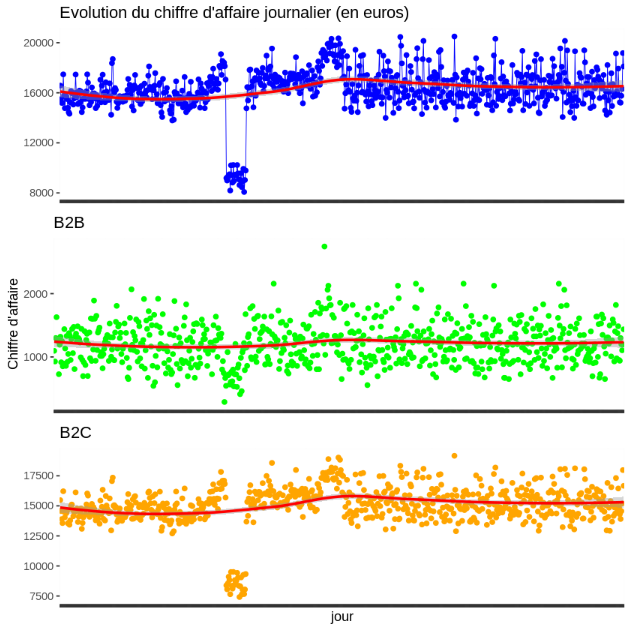 Evolution du chiffre d'affaire journalier (en euros)
20000
16000
12000
8000
B2B
Chiffre d'affaire
2000
1000
B2C
17500
15000
12500
10000
7500
jour